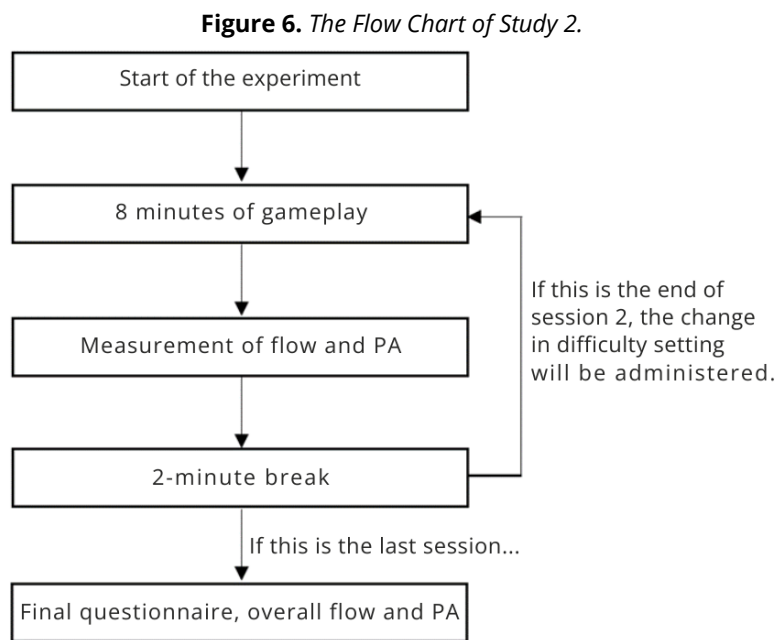 Figure 6. The Flow Chart of Study 2.
Start of the experiment
8 minutes of gameplay
If this is the end of
session 2, the change
in difficulty setting
will be administered.
Measurement of flow and PA
2-minute break
If this is the last session...
Final questionnaire, overall flow and PA